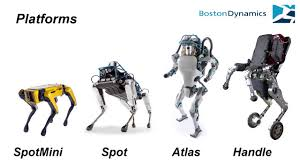 BostonDynamics
Platforms
SpotMini
Spot
Atlas
Handle